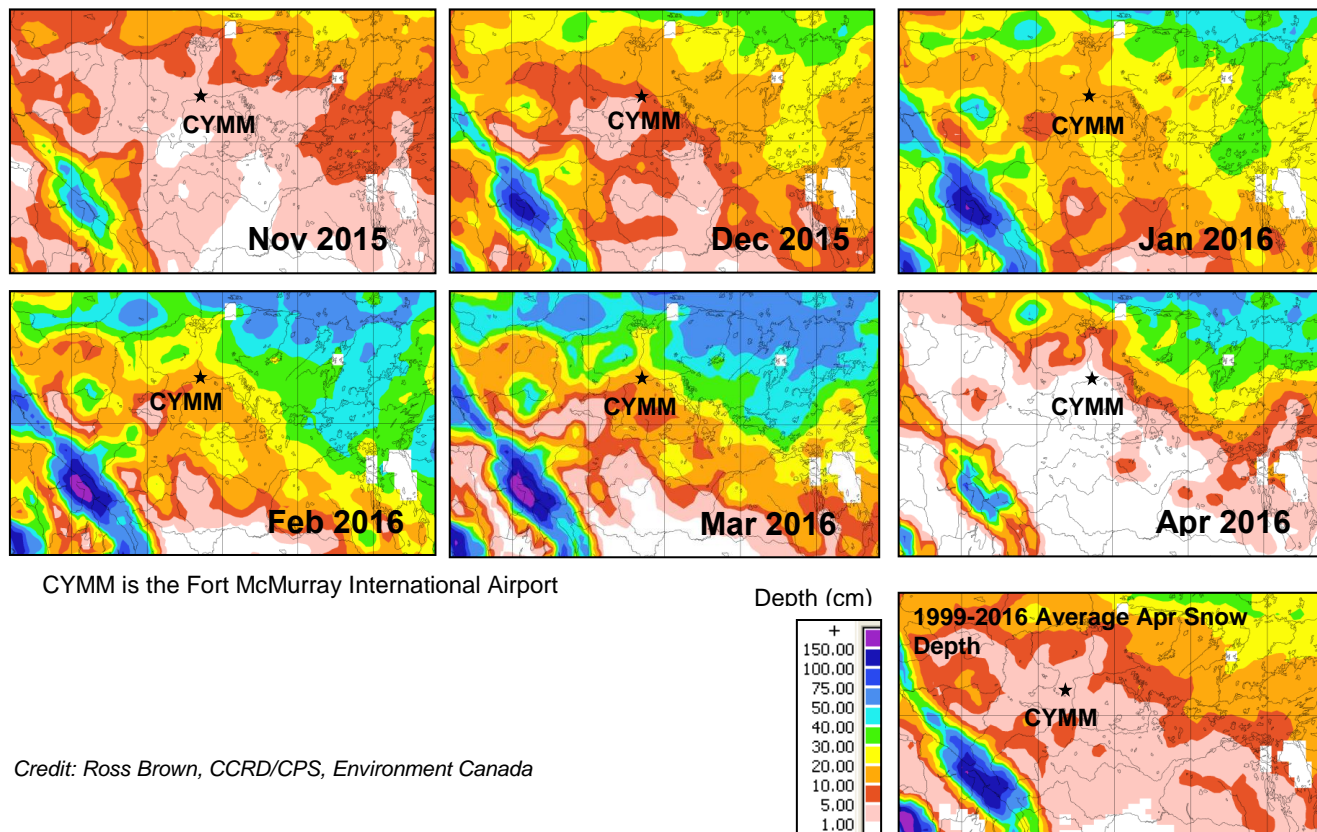 CYMM
Nov 2015
CYMM
Dec 2015
CYMM
Jan 2016
CYMM
Feb 2016
CYMM
Mar 2016
CYMM
Apr 2016
CYMM is the Fort McMurray International Airport
Depth (cm)
+
150.00
100.00
75.00
50.00
40.00
30.00
20.00
10.00
5.00
1.00
1999-2016 Average Apr Snow
Depth
CYMM
Credit: Ross Brown, CCRD/CPS, Environment Canada